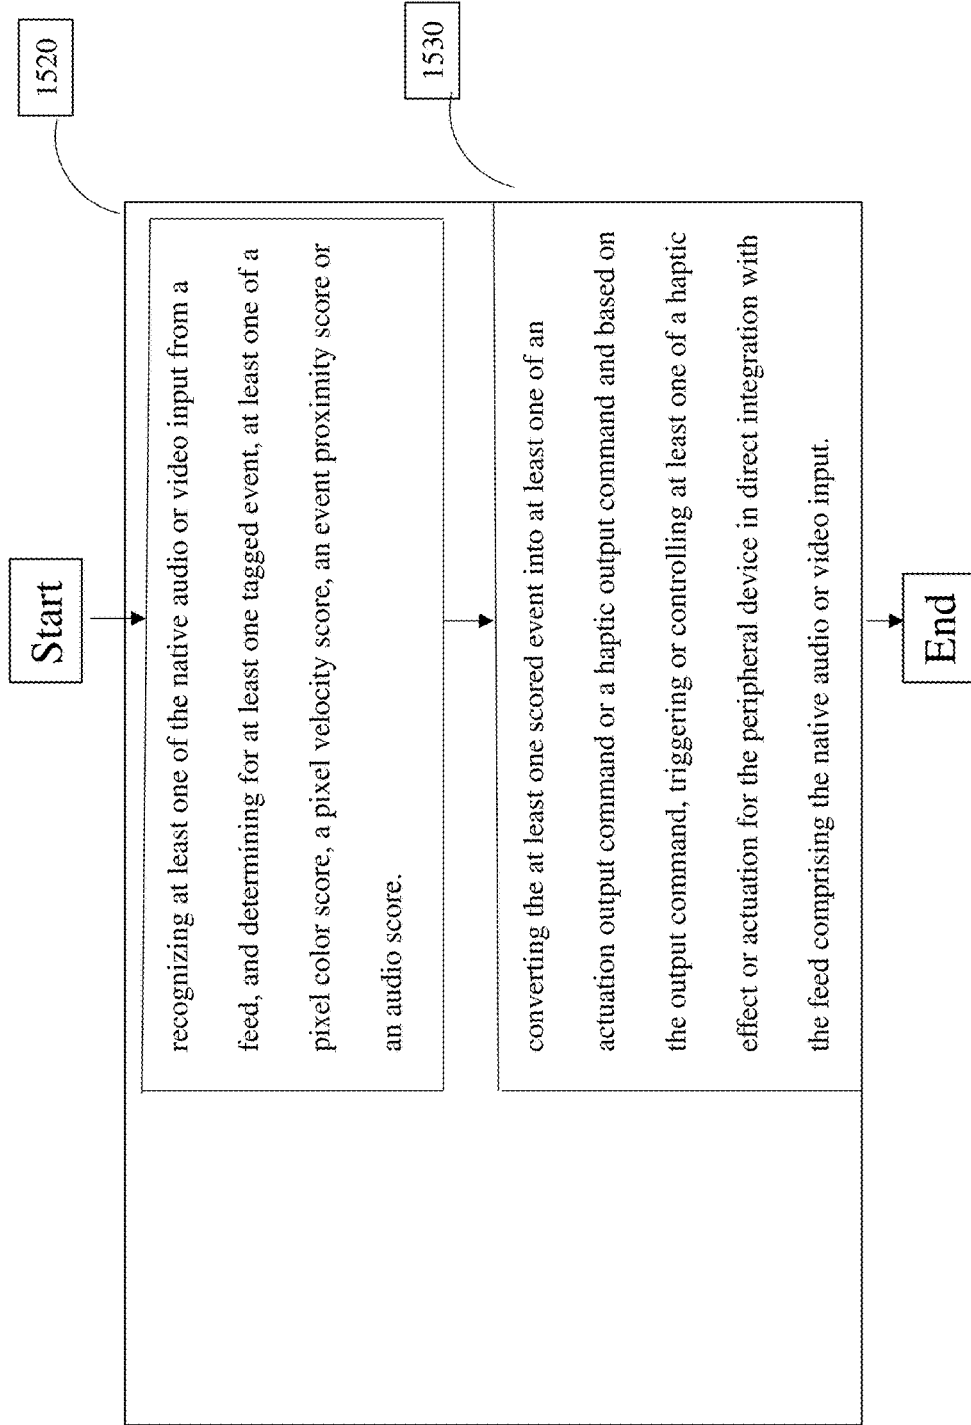 Start
1520
recognizing at least one of the native audio or video input from a
feed, and determining for at least one tagged event, at least one of a
pixel color score, a pixel velocity score, an event proximity score or
an audio score.
1530
converting the at least one scored event into at least one of an
actuation output command or a haptic output command and based on
the output command, triggering or controlling at least one of a haptic
effect or actuation for the peripheral device in direct integration with
the feed comprising the native audio or video input.
End